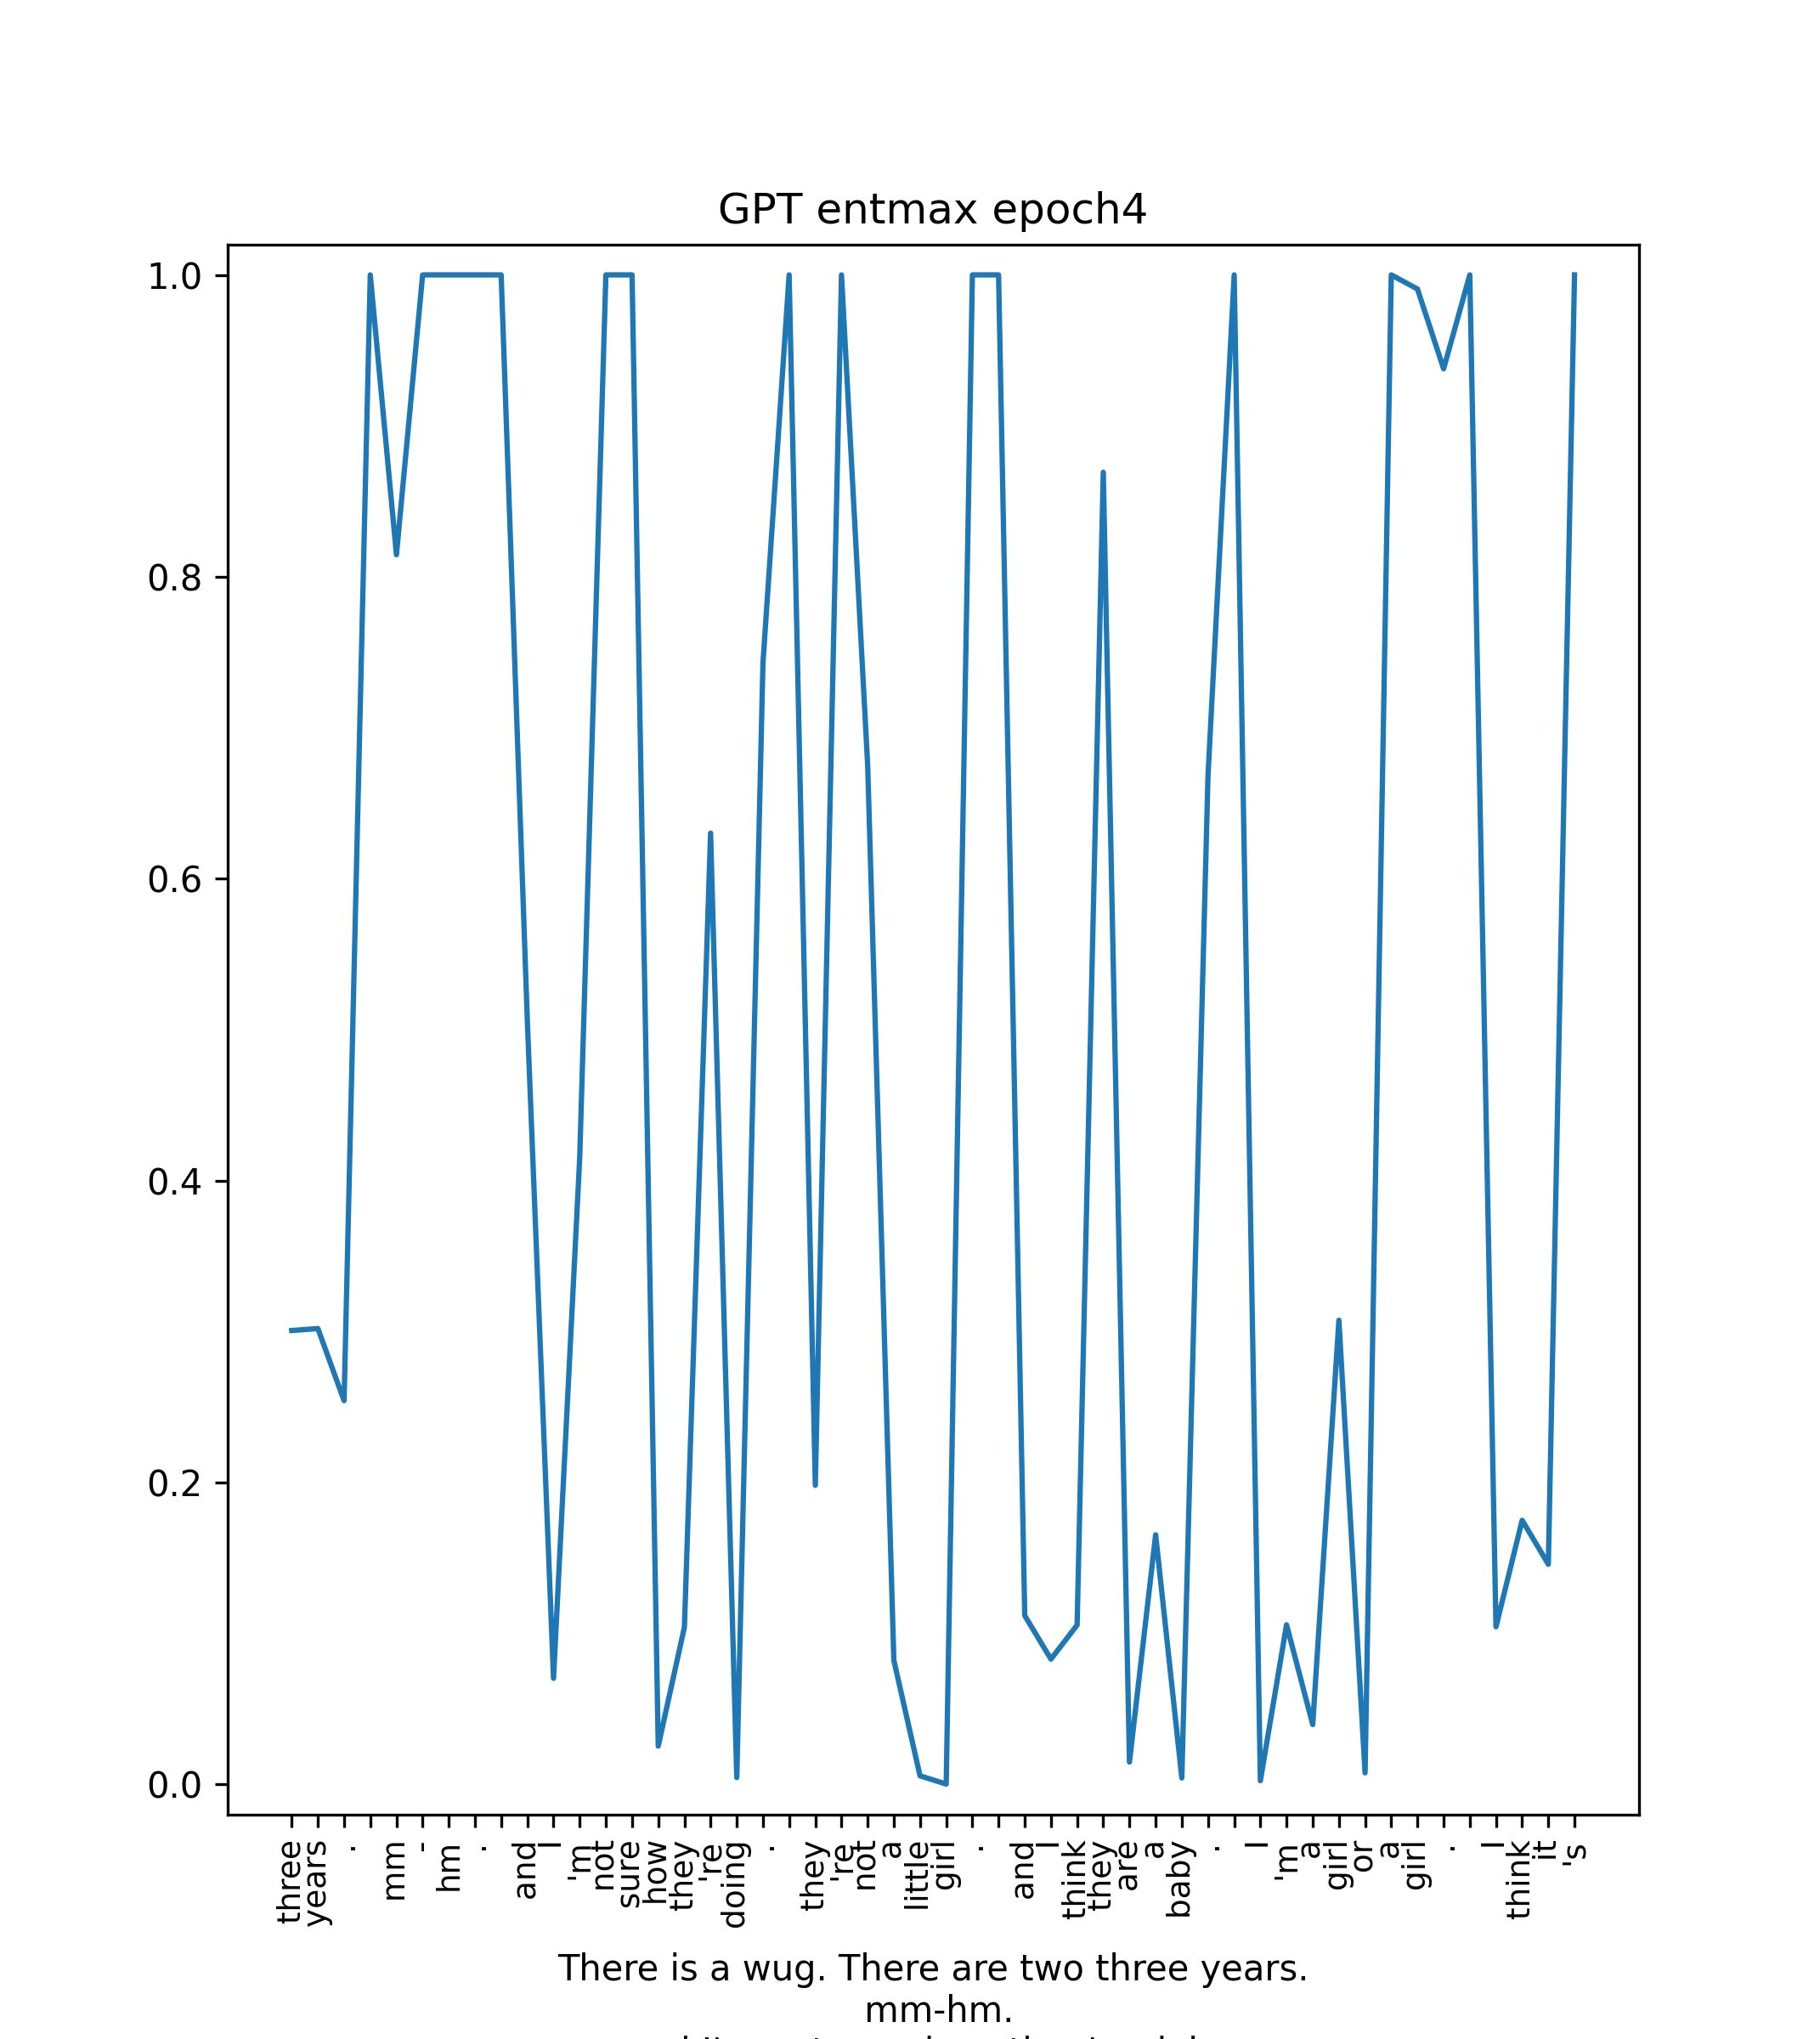 GPT entmax epoch4
1.0
0.8
0.6
0.4
0.2
0.0
three
years
.
mm
-
hm
.
and
I
'm
not
sure
how
they
're
doing
.
they
're
not
a
little
girl
.
and
I
think
they
are
a
baby
.
I
'm
a
girl
or
a
girl
.
I
think
it
's
There is a wug. There are two three years.
mm-hm.